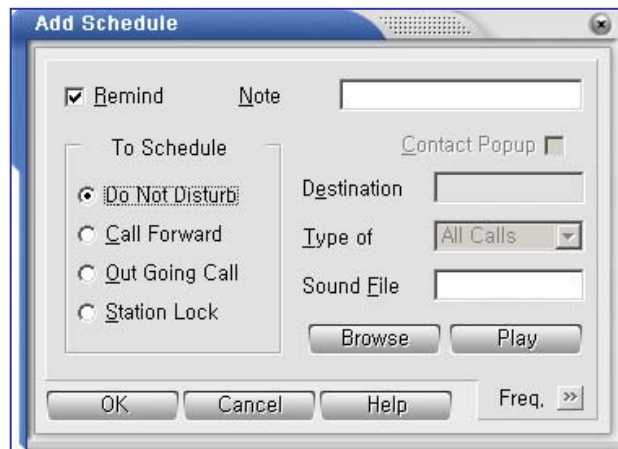 Add Schedule
Remind Note
To Schedule
Do Not Disturb
Call Forward
Out Going Call
Station Lock
Contact Popup
Destination
Type of All Calls
Sound File
Browse Play
OK Cancel Help Freq. >>